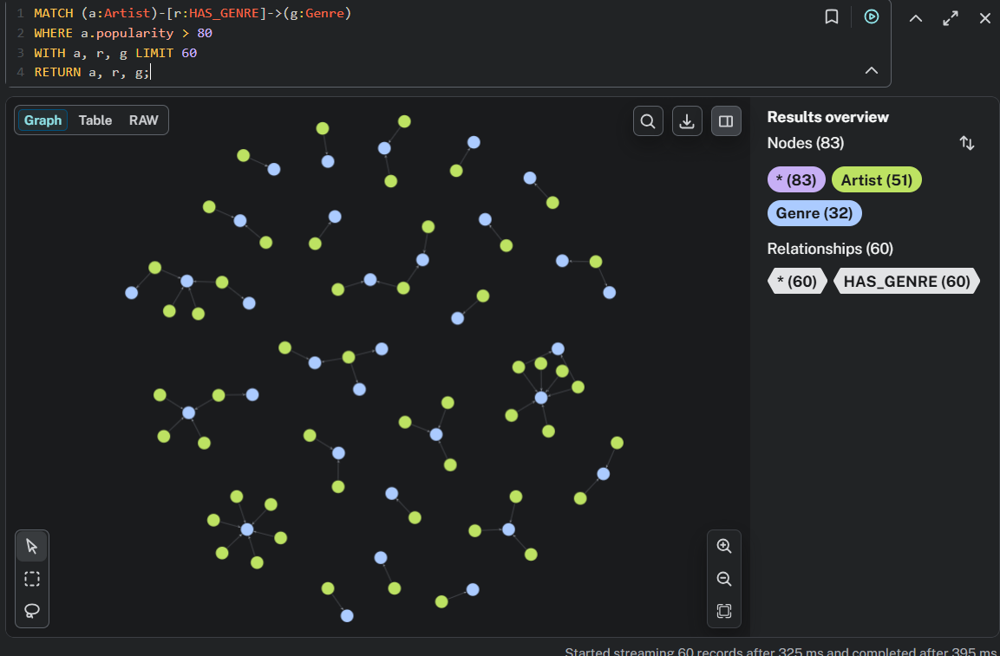 1 MATCH (a:Artist)-[r:HAS_GENRE]->(g:Genre)
2 WHERE a.popularity > 80
3 WITH a, r, g LIMIT 60
4 RETURN a, r, g;
Graph Table RAW
Results overview
Nodes (83)
* (83) Artist (51)
Genre (32)
Relationships (60)
* (60) HAS_GENRE (60)
Started streaming 60 records after 325 ms and completed after 395 ms